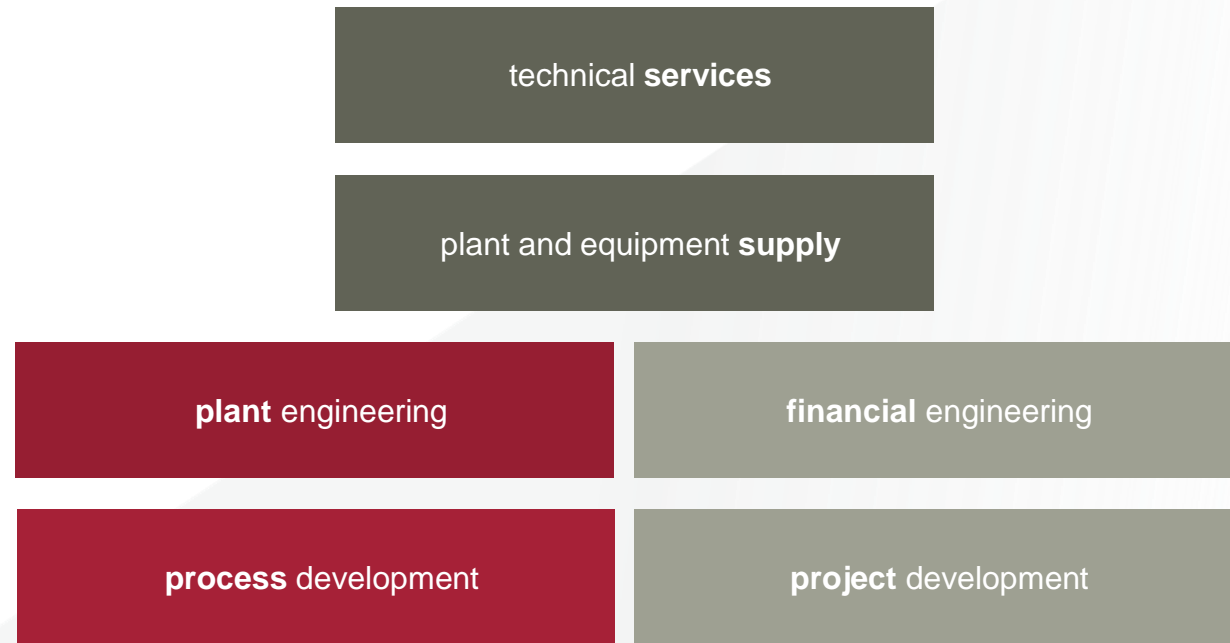 technical services
plant and equipment supply
plant engineering
financial engineering
process development
project development